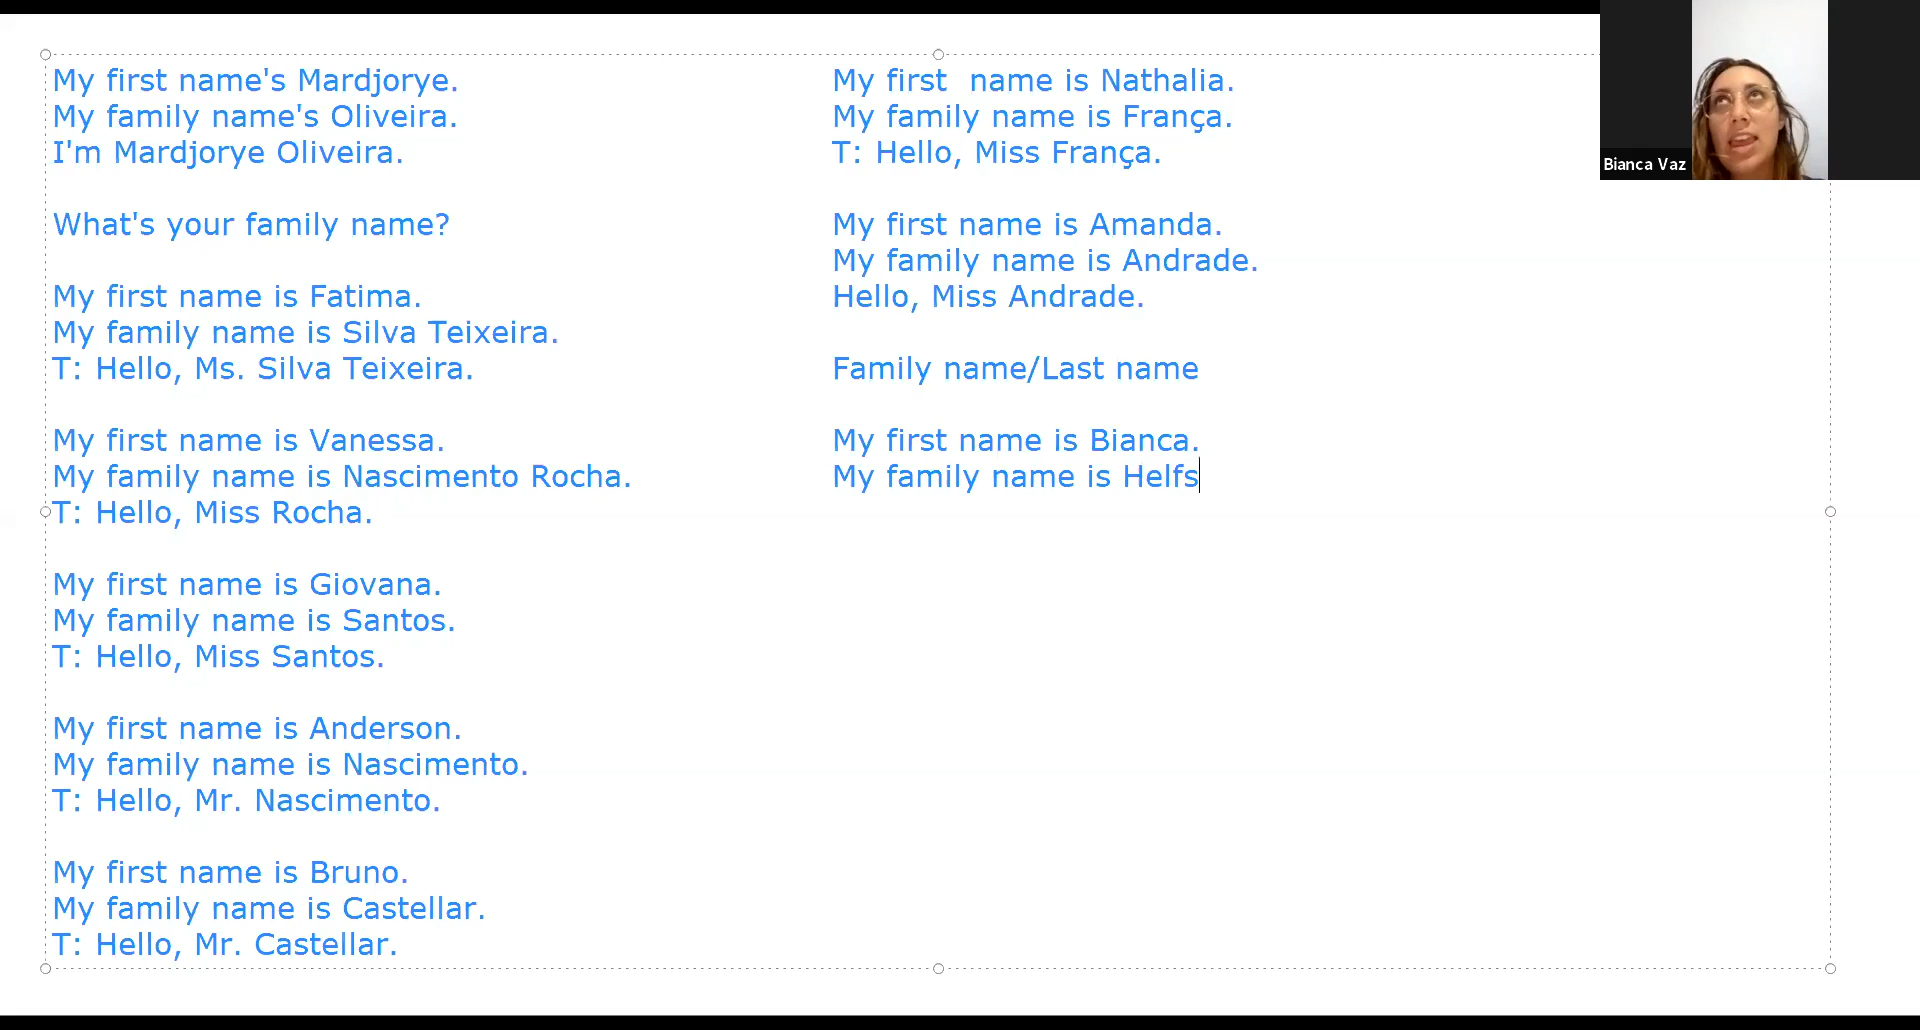 My first name's Mardjorye.
My family name's Oliveira.
I'm Mardjorye Oliveira.
What's your family name?
My first name is Fatima.
My family name is Silva Teixeira.
T: Hello, Ms. Silva Teixeira.
My first name is Vanessa.
My family name is Nascimento Rocha.
T: Hello, Miss Rocha.
My first name is Giovana.
My family name is Santos.
T: Hello, Miss Santos.
My first name is Anderson.
My family name is Nascimento.
T: Hello, Mr. Nascimento.
My first name is Bruno.
My family name is Castellar.
T: Hello, Mr. Castellar.
My first  name is Nathalia.
My family name is França.
T: Hello, Miss França.
My first name is Amanda.
My family name is Andrade.
Hello, Miss Andrade.
Family name/Last name
My first name is Bianca.
My family name is Helfs
Bianca Vaz